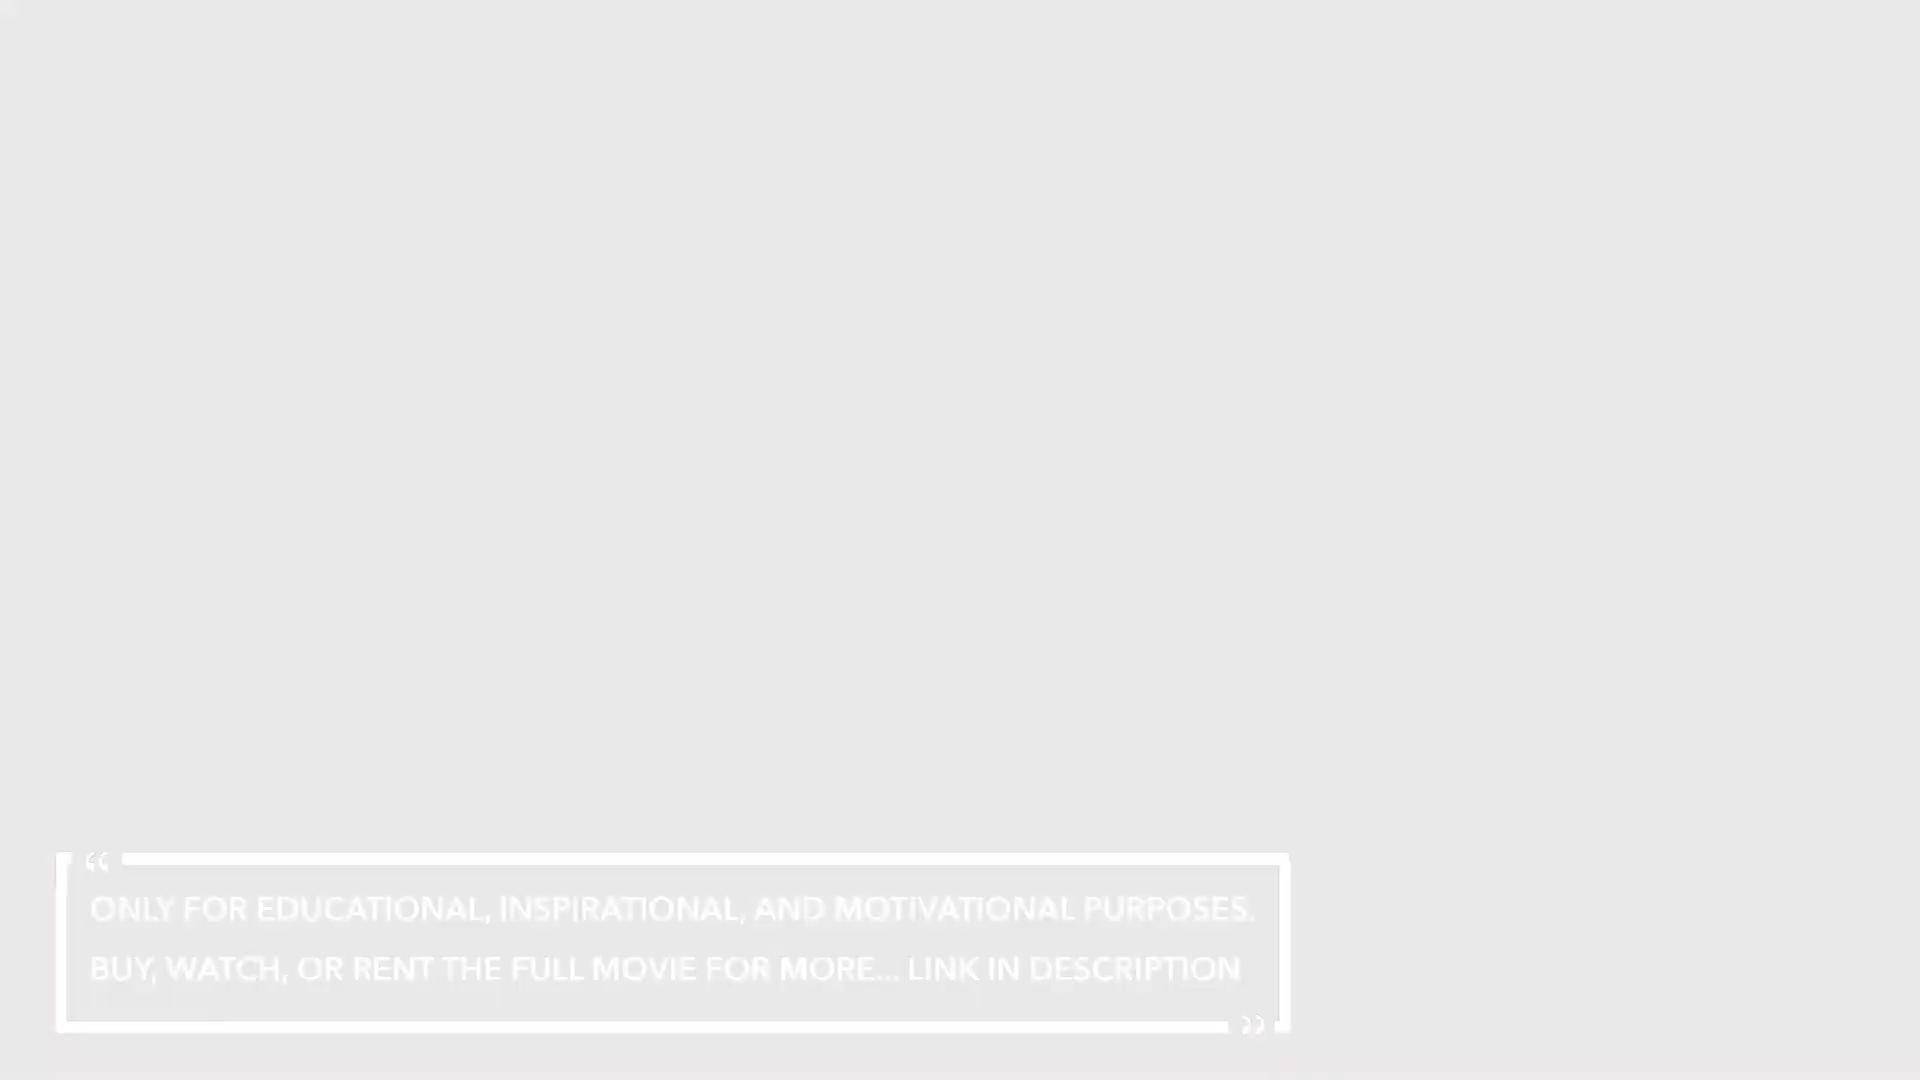 “
ONLY FOR EDUCATIONAL, INSPIRATIONAL, AND MOTIVATIONAL PURPOSES.
BUY, WATCH, OR RENT THE FULL MOVIE FOR MORE... LINK IN DESCRIPTION
”